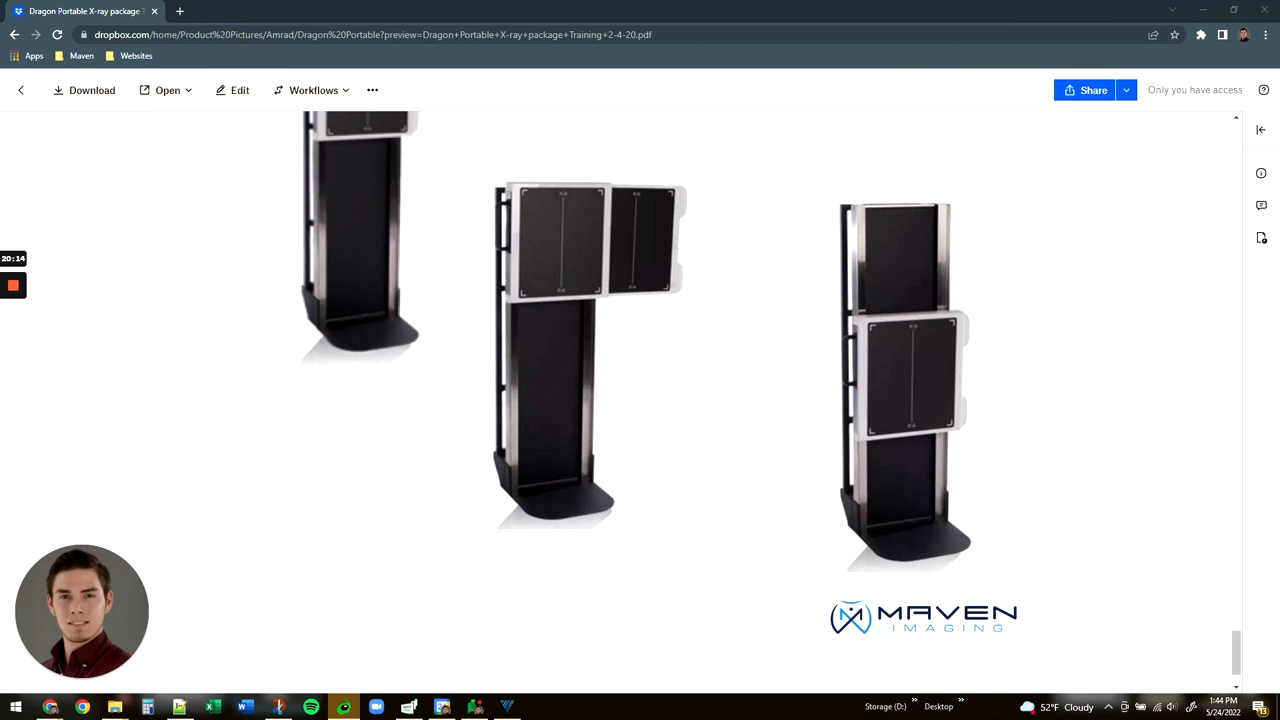 Dragon Portable X-ray package T
dropbox.com/home/Product%20Pictures/Amrad/Dragon%20Portable?preview=Dragon+Portable+X-ray+package+Training+2-4-20.pdf
Apps Maven Websites
Download Open Edit Workflows Share Only you have access
20:14
MAVEN
IMAGING
Storage (D:) Desktop 52°F Cloudy 1:44 PM
5/24/2022